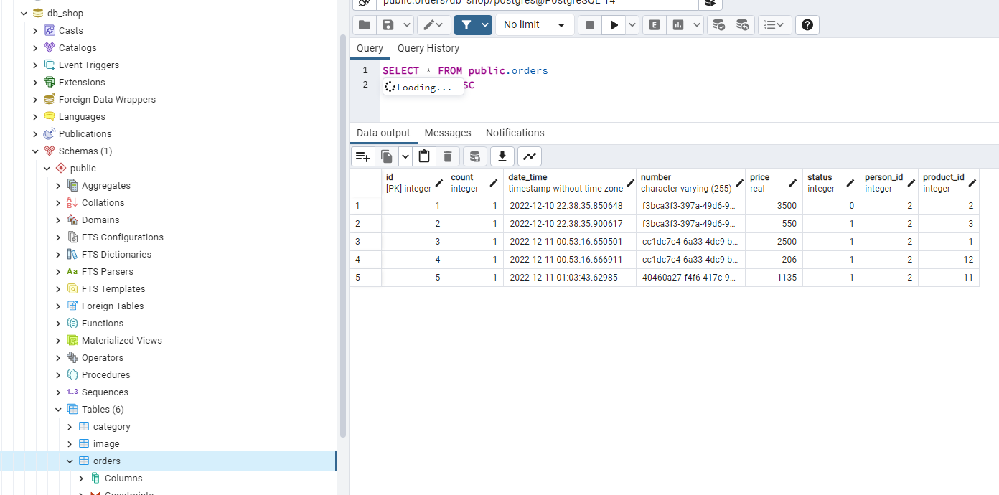 db_shop
Casts
Catalogs
Event Triggers
Extensions
Foreign Data Wrappers
Languages
Publications
Schemas (1)
public
Aggregates
Collations
Domains
FTS Configurations
FTS Dictionaries
Aa FTS Parsers
FTS Templates
Foreign Tables
Functions
Materialized Views
Operators
Procedures
1..3 Sequences
Tables (6)
category
image
orders
Columns
Constraints
public.orders/db_shop/postgres@PostgreSQL 14
No limit
E
Query Query History
1 SELECT * FROM public.orders
2 SC
Loading...
Data output Messages Notifications
id count date_time number price status person_id product_id
[PK] integer integer timestamp without time zone character varying (255) real integer integer integer
1 1 1 2022-12-10 22:38:35.850648 f3bca3f3-397a-49d6-9... 3500 0 2 2
2 2 1 2022-12-10 22:38:35.900617 f3bca3f3-397a-49d6-9... 550 1 2 3
3 3 1 2022-12-11 00:53:16.650501 cc1dc7c4-6a33-4dc9-b... 2500 1 2 1
4 4 1 2022-12-11 00:53:16.666911 cc1dc7c4-6a33-4dc9-b... 206 1 2 12
5 5 1 2022-12-11 01:03:43.62985 40460a27-f4f6-417c-9... 1135 1 2 11